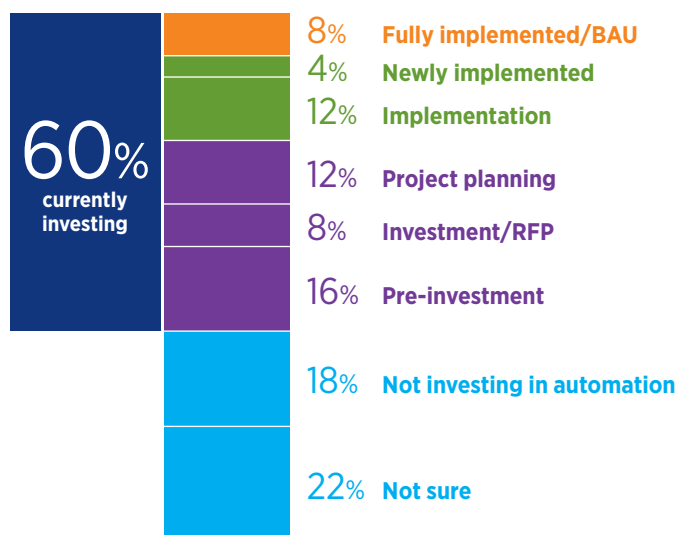 60%
currently
investing
8% Fully implemented/BAU
4% Newly implemented
12% Implementation
12% Project planning
8% Investment/RFP
16% Pre-investment
18% Not investing in automation
22% Not sure